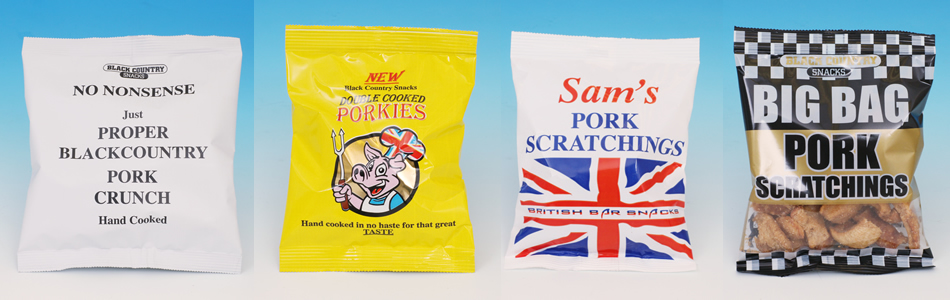 BLACK COUNTRY
SNACKS
NO NONSENSE
Just
PROPER
BLACKCOUNTRY
PORK
CRUNCH
Hand Cooked
NEW
Black Country Snacks
DOUBLE COOKED
PORKIES
Hand cooked in no haste for that great
TASTE
Sam's
PORK
SCRATCHINGS
BRITISH BAR SNACKS
BLACK COUNTRY
SNACKS
BIG BAG
PORK
SCRATCHINGS